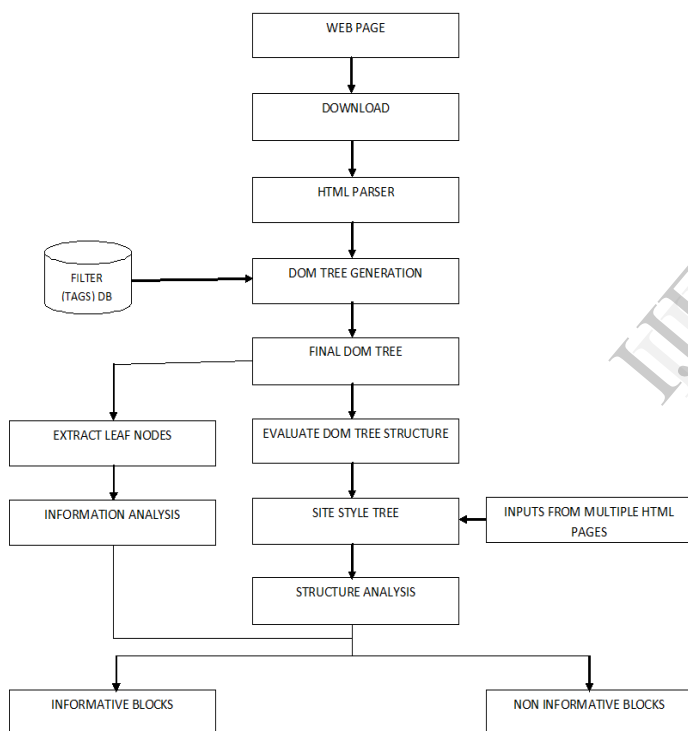 WEB PAGE
DOWNLOAD
HTML PARSER
FILTER
(TAGS) DB
DOM TREE GENERATION
FINAL DOM TREE
EXTRACT LEAF NODES
EVALUATE DOM TREE STRUCTURE
INFORMATION ANALYSIS
SITE STYLE TREE
INPUTS FROM MULTIPLE HTML
PAGES
STRUCTURE ANALYSIS
INFORMATIVE BLOCKS
NON INFORMATIVE BLOCKS